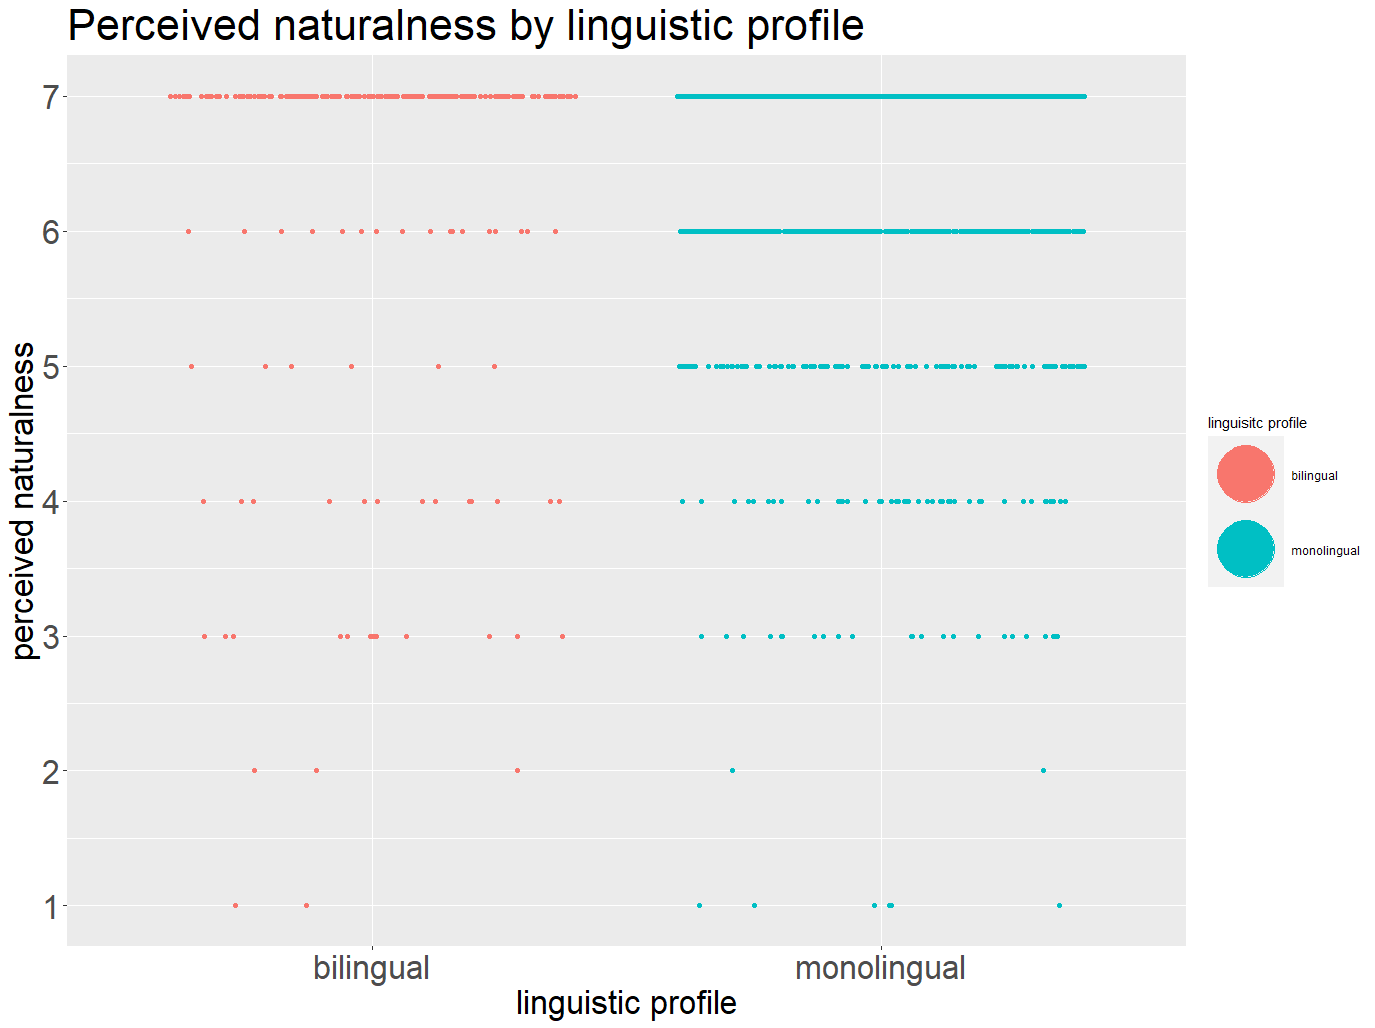 Perceived naturalness by linguistic profile
perceived naturalness
7
6
5
4
3
2
1
bilingual
monolingual
linguistic profile
linguisitc profile
bilingual
monolingual